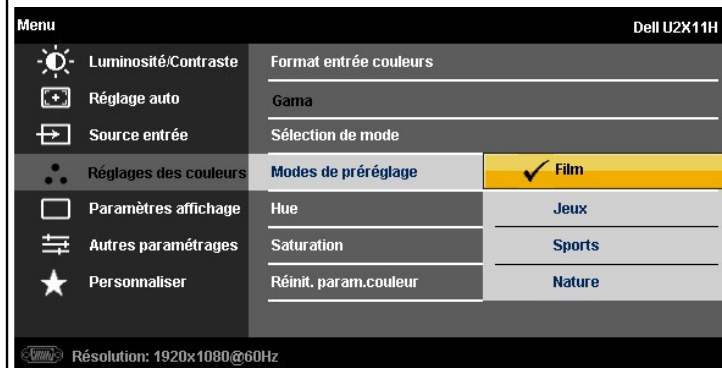 Menu Dell U2X11H
Luminosité/Contraste Format entrée couleurs
Réglage auto Gama
Source entrée Sélection de mode
Réglages des couleurs Modes de préréglage Film
Paramètres affichage Hue Jeux
Autres paramétrages Saturation Sports
Personnaliser Réinit. param.couleur Nature
Résolution: 1920x1080@60Hz